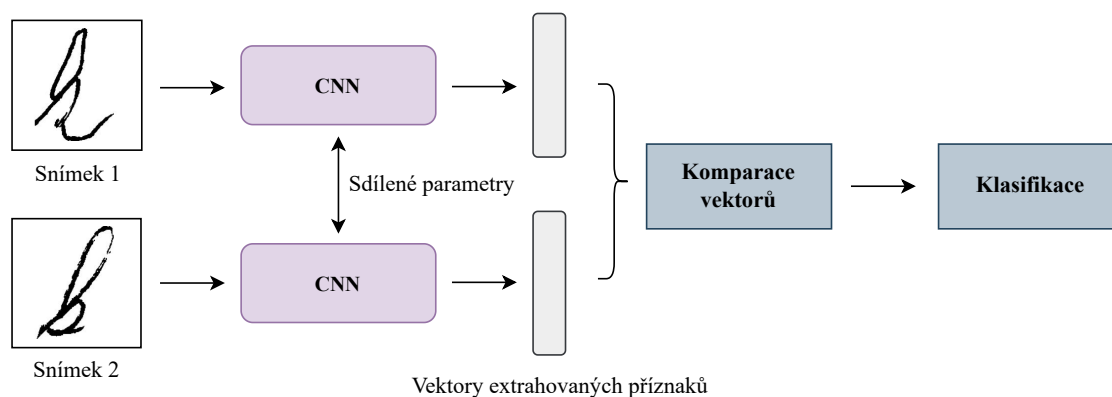 CNN
Snímek 1
Sdílené parametry
Komparace
vektorů
Klasifikace
CNN
Snímek 2
Vektory extrahovaných příznaků